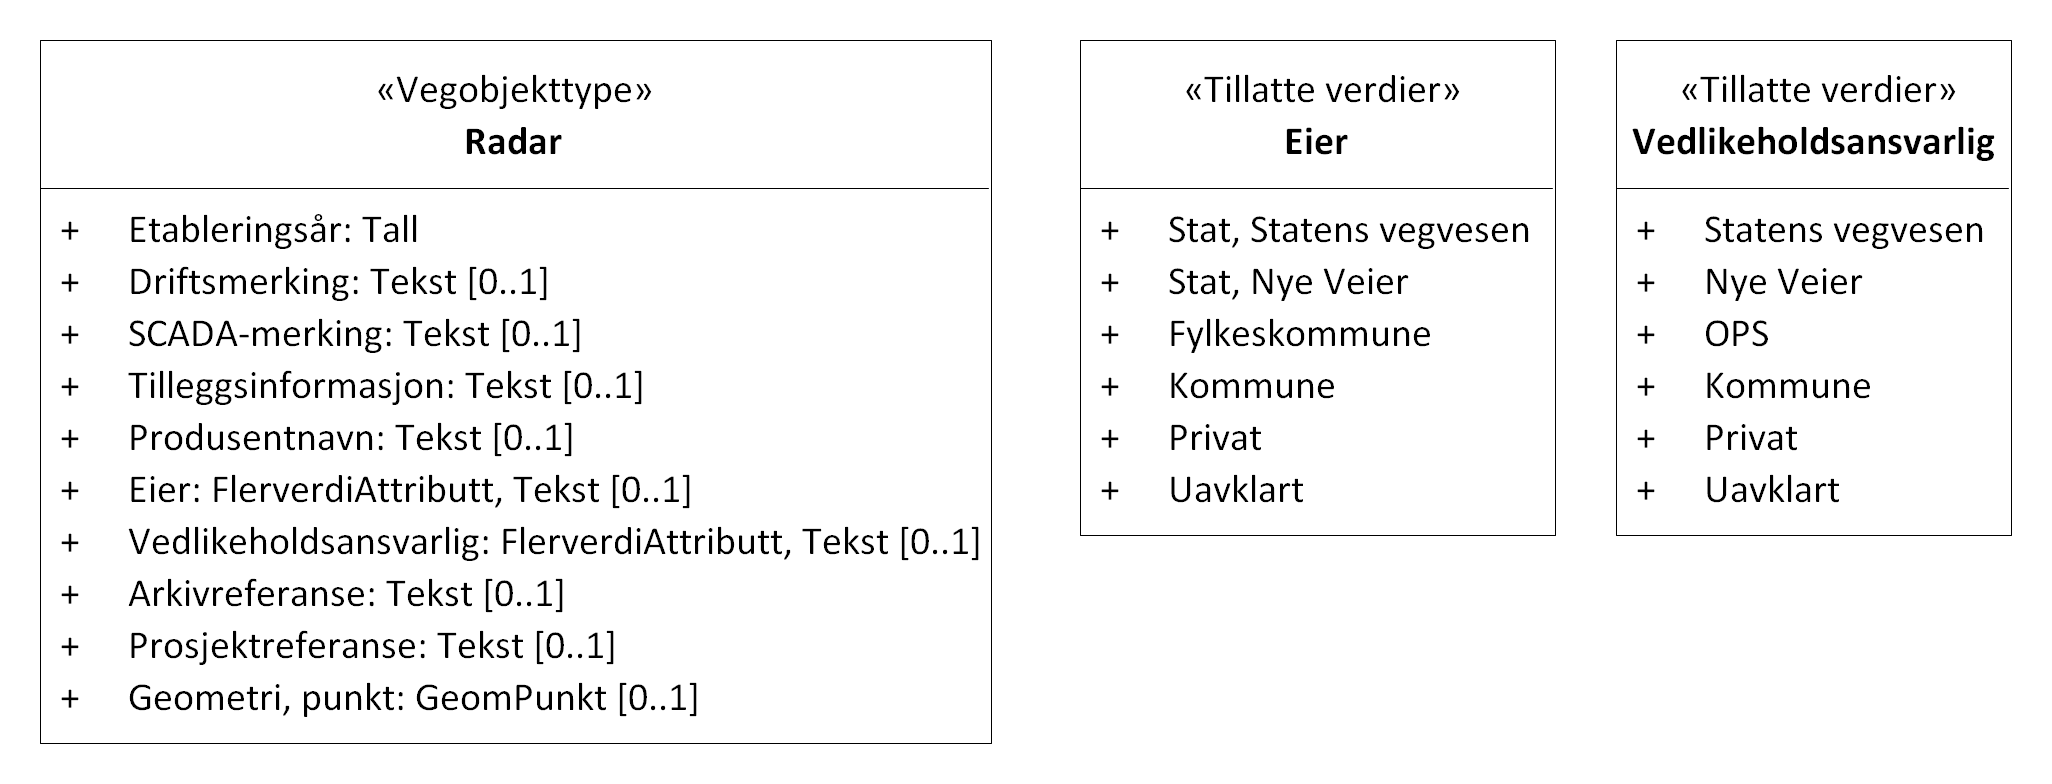 «Vegobjekttype»
Radar
+ Etableringsår: Tall
+ Driftsmerking: Tekst [0..1]
+ SCADA-merking: Tekst [0..1]
+ Tilleggsinformasjon: Tekst [0..1]
+ Produsentnavn: Tekst [0..1]
+ Eier: FlerverdiAttributt, Tekst [0..1]
+ Vedlikeholdsansvarlig: FlerverdiAttributt, Tekst [0..1]
+ Arkivreferanse: Tekst [0..1]
+ Prosjektreferanse: Tekst [0..1]
+ Geometri, punkt: GeomPunkt [0..1]
«Tillatte verdier»
Eier
+ Stat, Statens vegvesen
+ Stat, Nye Veier
+ Fylkeskommune
+ Kommune
+ Privat
+ Uavklart
«Tillatte verdier»
Vedlikeholdsansvarlig
+ Statens vegvesen
+ Nye Veier
+ OPS
+ Kommune
+ Privat
+ Uavklart